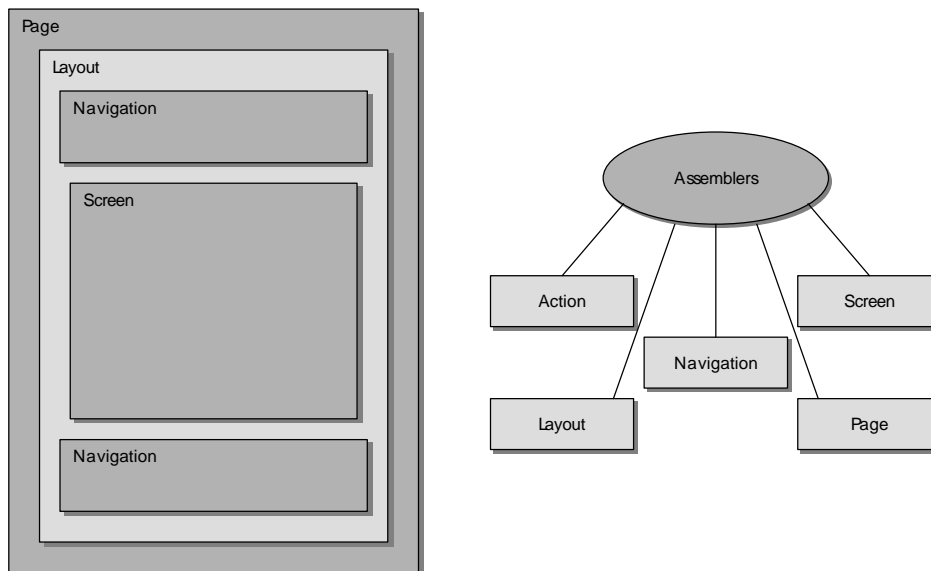 Page
Layout
Navigation
Screen
Navigation
Assemblers
Action
Screen
Navigation
Layout
Page